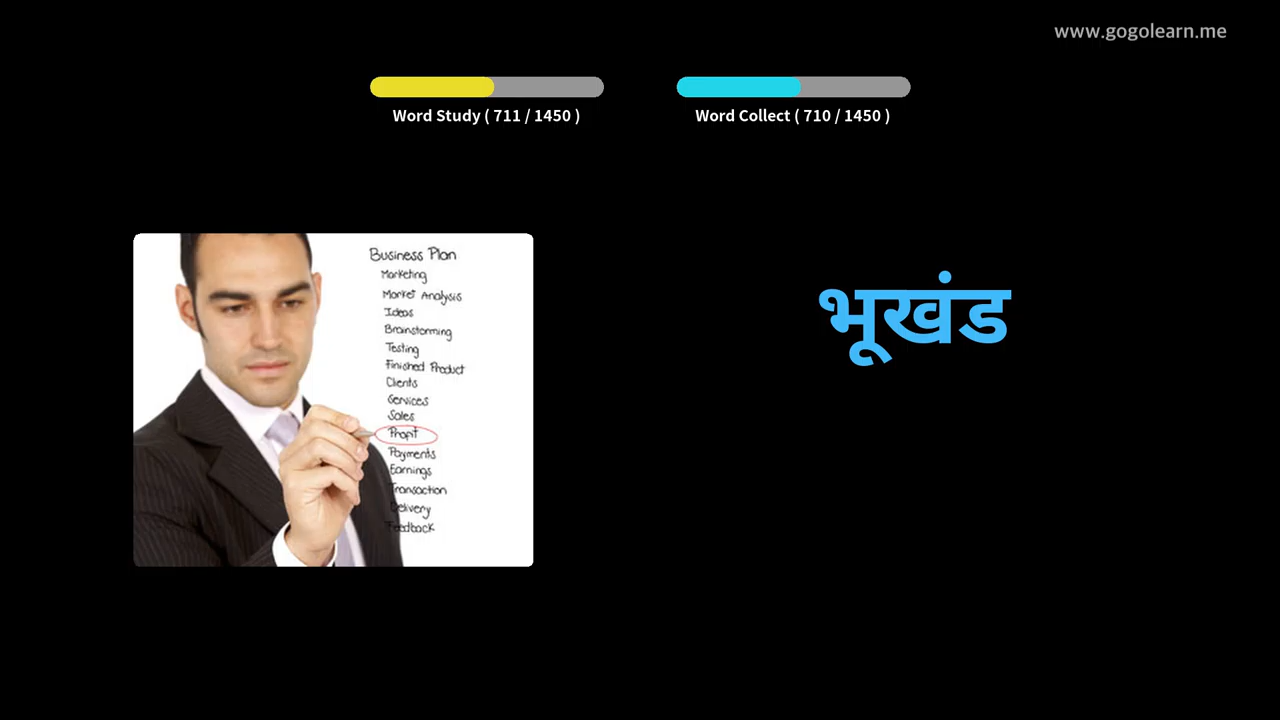 www.gogolearn.me
Word Study ( 711 / 1450 )
Word Collect ( 710 / 1450 )
Business Plan
Marketing
Market Analysis
Ideas
Brainstorming
Testing
Finished Product
Clients
Services
Sales
Profit
Payments
Earnings
Transaction
Delivery
Feedback
भूखंड